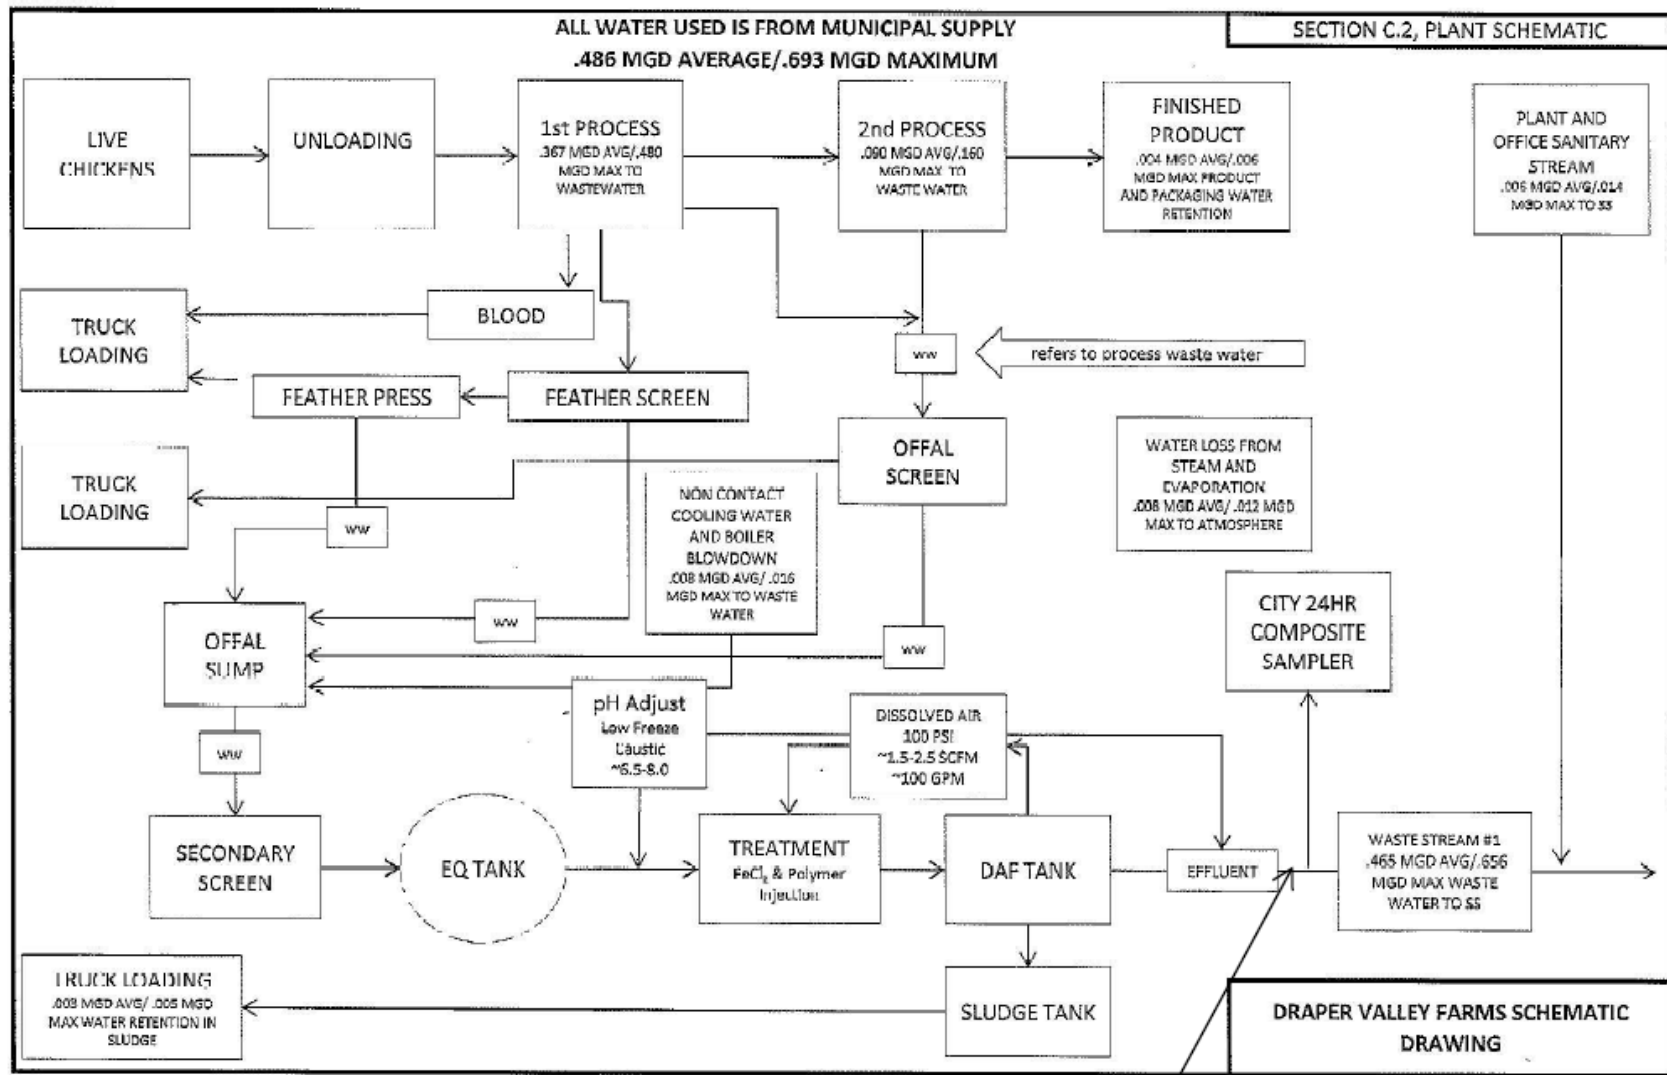 ALL WATER USED IS FROM MUNICIPAL SUPPLY
.486 MGD AVERAGE/.693 MGD MAXIMUM
SECTION C.2, PLANT SCHEMATIC
LIVE
CHICKENS
UNLOADING
1st PROCESS
.367 MGD AVG/.480
MGD MAX TO
WASTEWATER
2nd PROCESS
.090 MGD AVG/.160
MGD MAX TO
WASTE WATER
FINISHED
PRODUCT
.004 MGD AVG/.006
MGD MAX PRODUCT
AND PACKAGING WATER
RETENTION
PLANT AND
OFFICE SANITARY
STREAM
.006 MGD AVG/.014
MGD MAX TO SS
TRUCK
LOADING
BLOOD
ww
refers to process waste water
FEATHER PRESS
FEATHER SCREEN
OFFAL
SCREEN
WATER LOSS FROM
STEAM AND
EVAPORATION
.008 MGD AVG/ .012 MGD
MAX TO ATMOSPHERE
TRUCK
LOADING
ww
NON CONTACT
COOLING WATER
AND BOILER
BLOWDOWN
.008 MGD AVG/ .016
MGD MAX TO WASTE
WATER
CITY 24HR
COMPOSITE
SAMPLER
OFFAL
SUMP
ww
ww
pH Adjust
Low Freeze
Caustic
~6.5-8.0
DISSOLVED AIR
100 PSI
~1.5-2.5 SCFM
~100 GPM
ww
SECONDARY
SCREEN
EQ TANK
TREATMENT
FeCl & Polymer
Injection
DAF TANK
EFFLUENT
WASTE STREAM #1
.465 MGD AVG/.656
MGD MAX WASTE
WATER TO SS
TRUCK LOADING
.003 MGD AVG/ .005 MGD
MAX WATER RETENTION IN
SLUDGE
SLUDGE TANK
DRAPER VALLEY FARMS SCHEMATIC
DRAWING